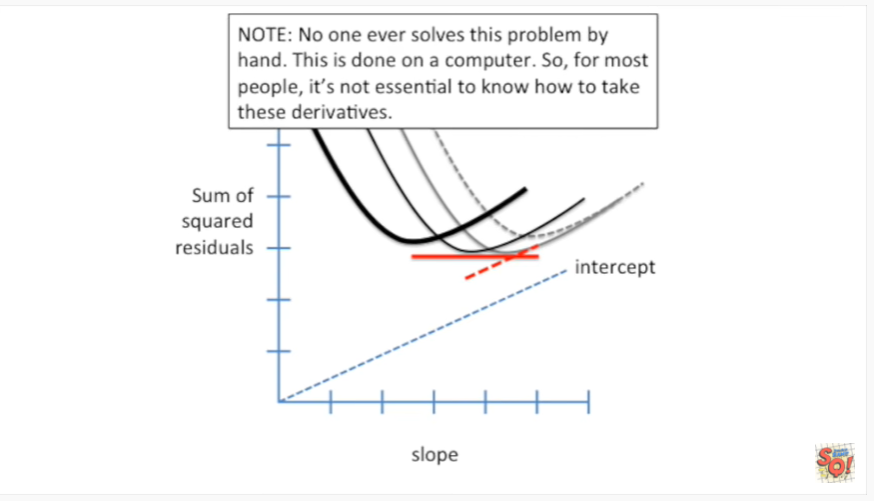 NOTE: No one ever solves this problem by
hand. This is done on a computer. So, for most
people, it's not essential to know how to take
these derivatives.
Sum of
squared
residuals
intercept
slope